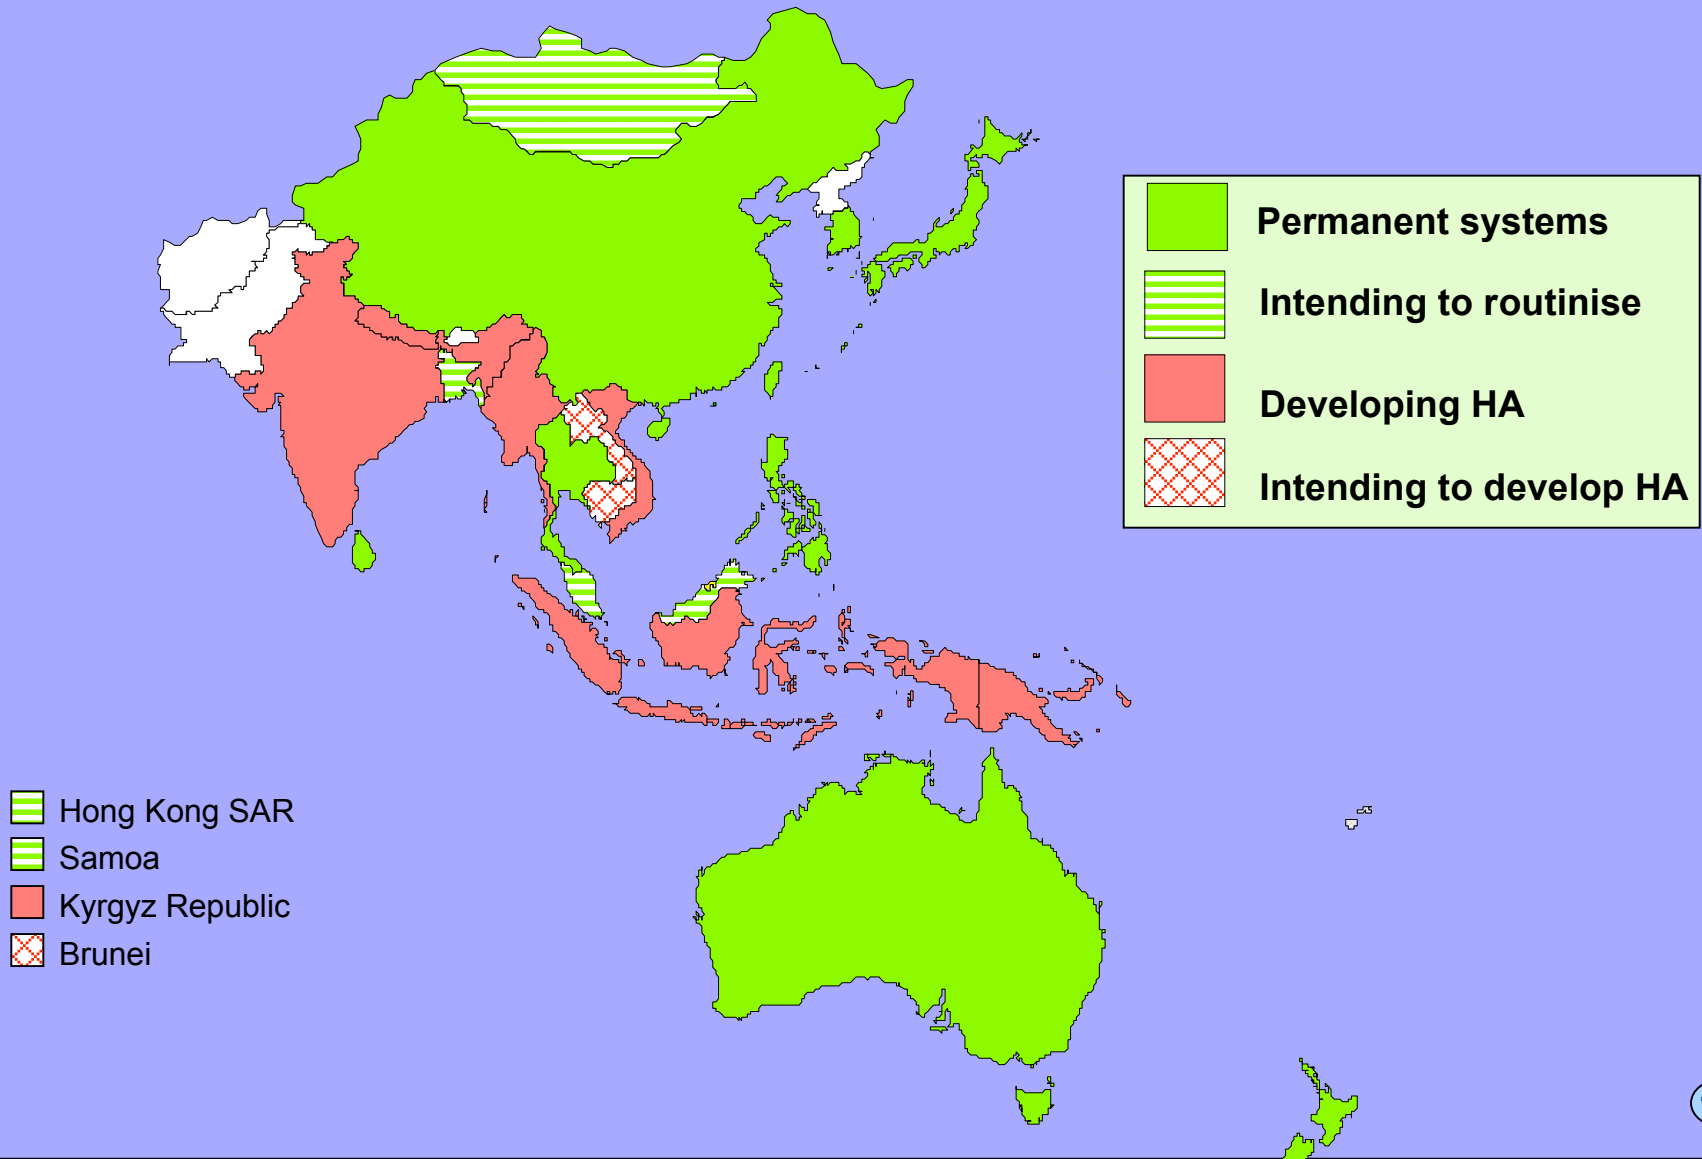 Permanent systems
Intending to routinise
Developing HA
Intending to develop HA
Hong Kong SAR
Samoa
Kyrgyz Republic
Brunei